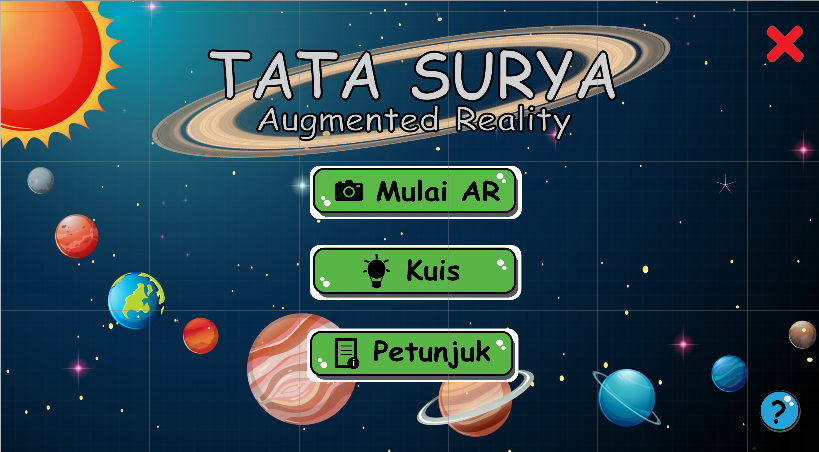 TATA SURYA
Augmented Reality
Mulai AR
Kuis
Petunjuk
?